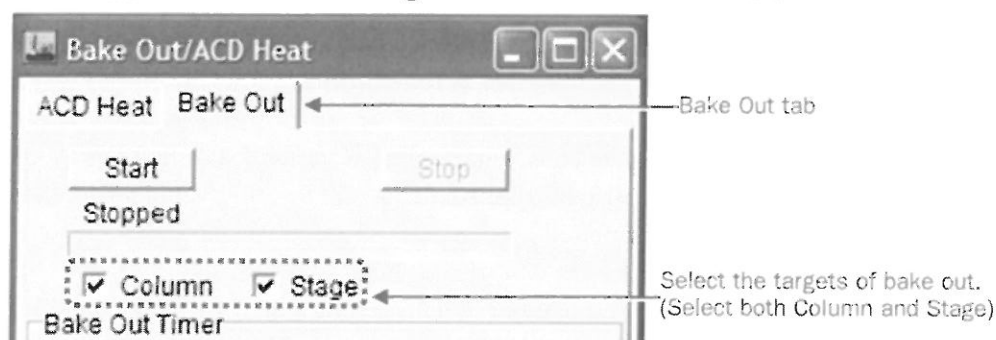 Bake Out/ACD Heat
ACD Heat Bake Out
Bake Out tab
Start Stop
Stopped
Column Stage
Select the targets of bake out.
(Select both Column and Stage)
Bake Out Timer